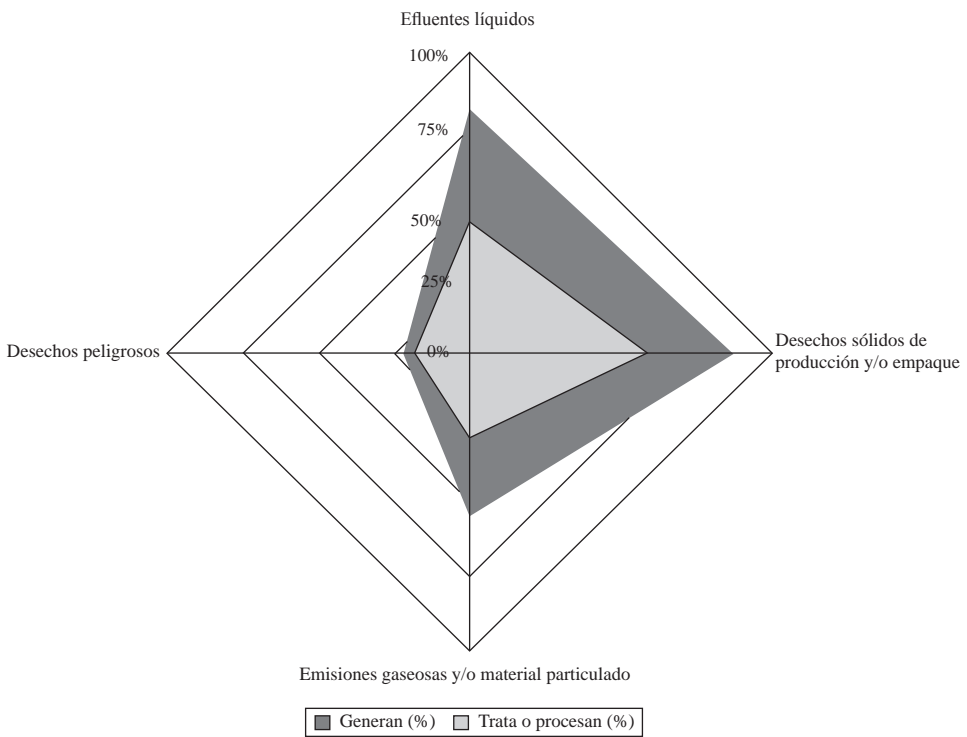 Efluentes líquidos
100%
75%
50%
25%
0%
Desechos peligrosos
Desechos sólidos de
producción y/o empaque
Emisiones gaseosas y/o material particulado
Generan (%) Trata o procesan (%)